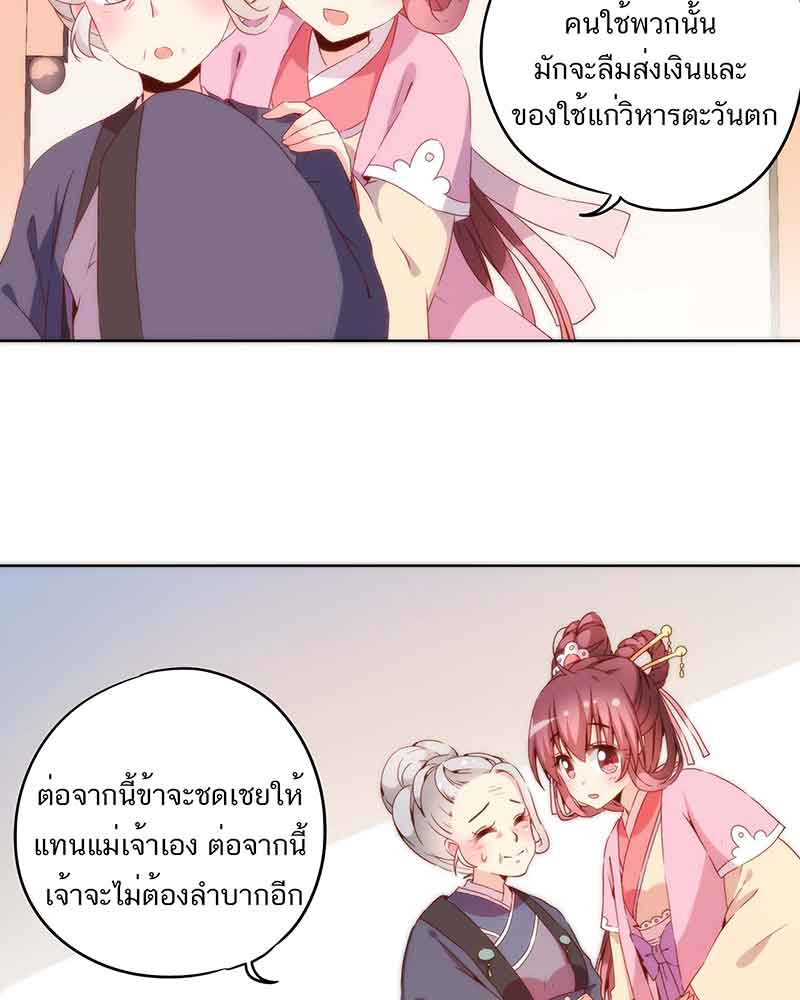 คนใช้พวกนั้น
มักจะลืมส่งเงินและ
ของใช้แก่วิหารตะวันตก
ต่อจากนี้ข้าจะชดเชยให้
แทนแม่เจ้าเอง ต่อจากนี้
เจ้าจะไม่ต้องลำบากอีก